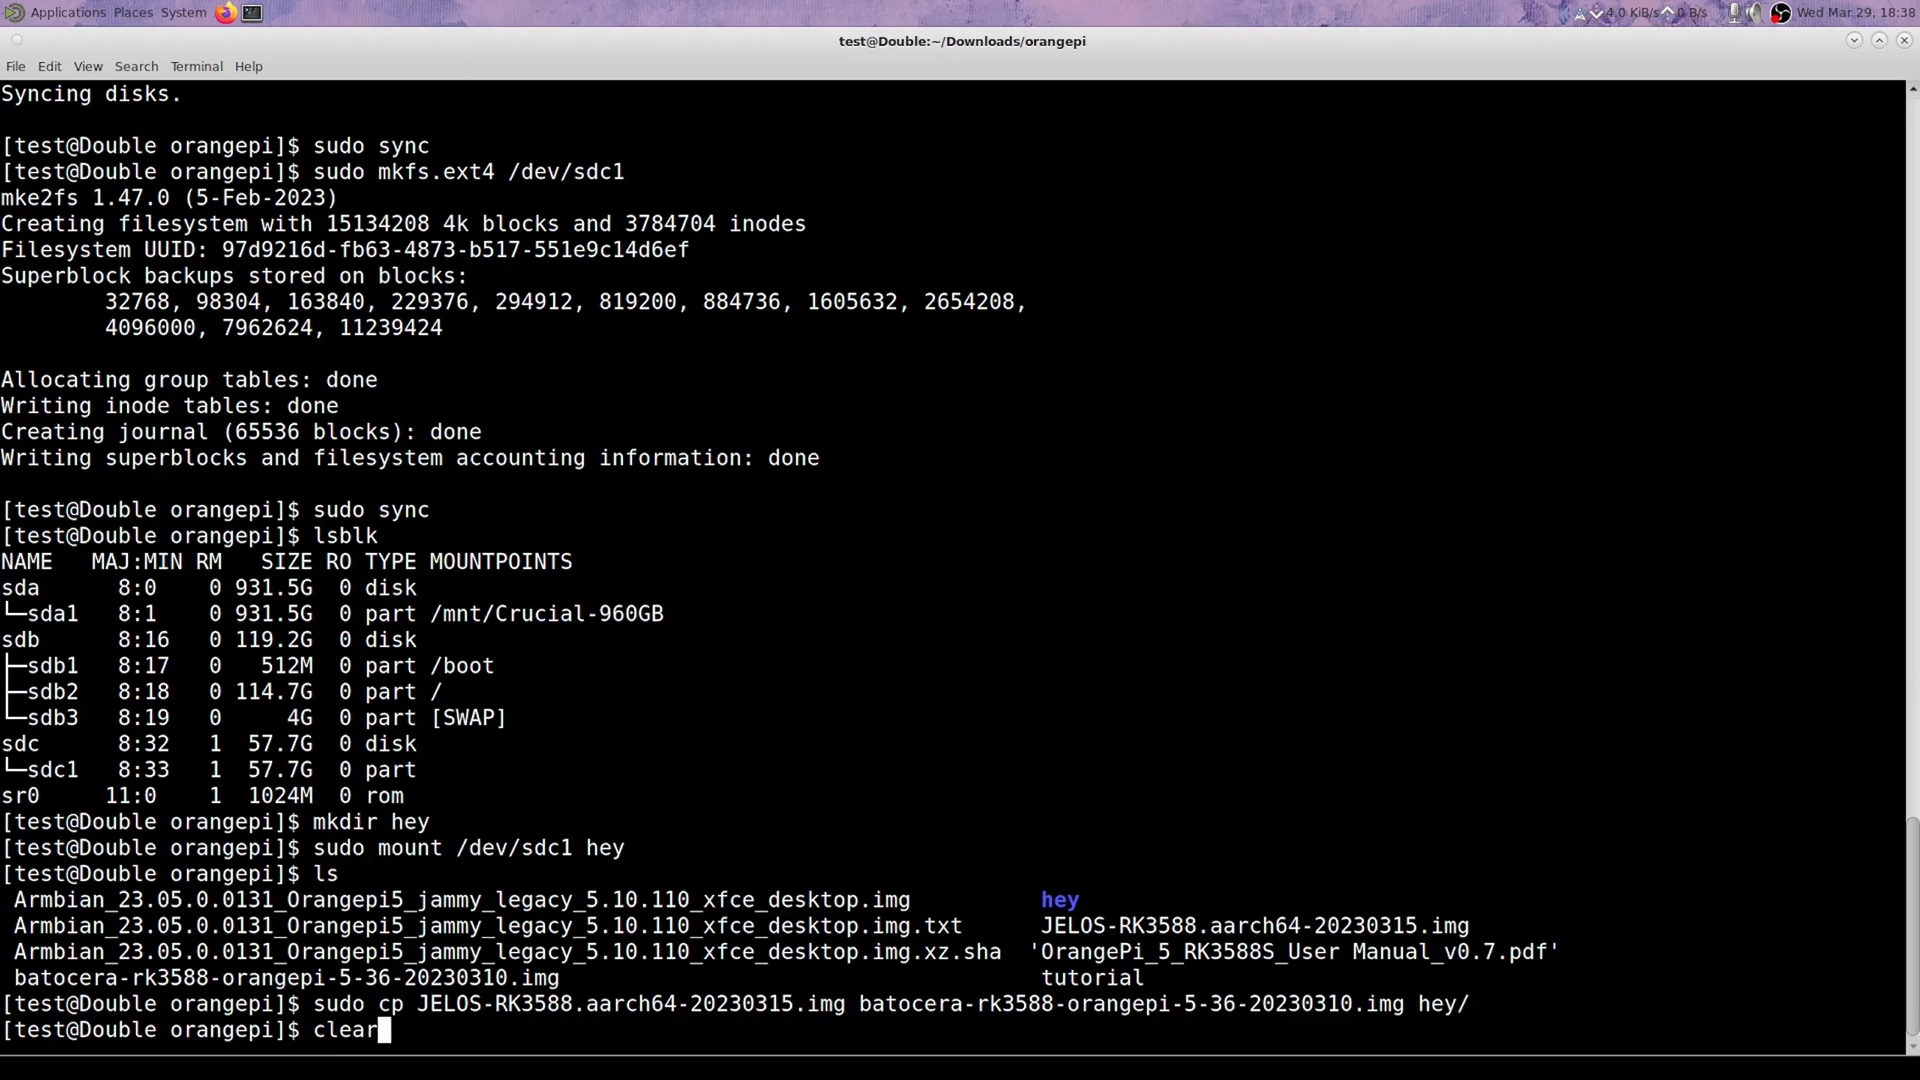 Applications Places System 4.0 KiB/s 0 B/s Wed Mar 29, 18:38
test@Double:~/Downloads/orangepi
File Edit View Search Terminal Help
Syncing disks.
[test@Double orangepi]$ sudo sync
[test@Double orangepi]$ sudo mkfs.ext4 /dev/sdc1
mke2fs 1.47.0 (5-Feb-2023)
Creating filesystem with 15134208 4k blocks and 3784704 inodes
Filesystem UUID: 97d9216d-fb63-4873-b517-551e9c14d6ef
Superblock backups stored on blocks:
32768, 98304, 163840, 229376, 294912, 819200, 884736, 1605632, 2654208,
4096000, 7962624, 11239424
Allocating group tables: done
Writing inode tables: done
Creating journal (65536 blocks): done
Writing superblocks and filesystem accounting information: done
[test@Double orangepi]$ sudo sync
[test@Double orangepi]$ lsblk
NAME MAJ:MIN RM SIZE RO TYPE MOUNTPOINTS
sda 8:0 0 931.5G 0 disk
└─sda1 8:1 0 931.5G 0 part /mnt/Crucial-960GB
sdb 8:16 0 119.2G 0 disk
├─sdb1 8:17 0 512M 0 part /boot
├─sdb2 8:18 0 114.7G 0 part /
└─sdb3 8:19 0 4G 0 part [SWAP]
sdc 8:32 1 57.7G 0 disk
└─sdc1 8:33 1 57.7G 0 part
sr0 11:0 1 1024M 0 rom
[test@Double orangepi]$ mkdir hey
[test@Double orangepi]$ sudo mount /dev/sdc1 hey
[test@Double orangepi]$ ls
Armbian_23.05.0.0131_Orangepi5_jammy_legacy_5.10.110_xfce_desktop.img hey
Armbian_23.05.0.0131_Orangepi5_jammy_legacy_5.10.110_xfce_desktop.img.txt JELOS-RK3588.aarch64-20230315.img
Armbian_23.05.0.0131_Orangepi5_jammy_legacy_5.10.110_xfce_desktop.img.xz.sha 'OrangePi_5_RK3588S_User Manual_v0.7.pdf'
batocera-rk3588-orangepi-5-36-20230310.img tutorial
[test@Double orangepi]$ sudo cp JELOS-RK3588.aarch64-20230315.img batocera-rk3588-orangepi-5-36-20230310.img hey/
[test@Double orangepi]$ clear